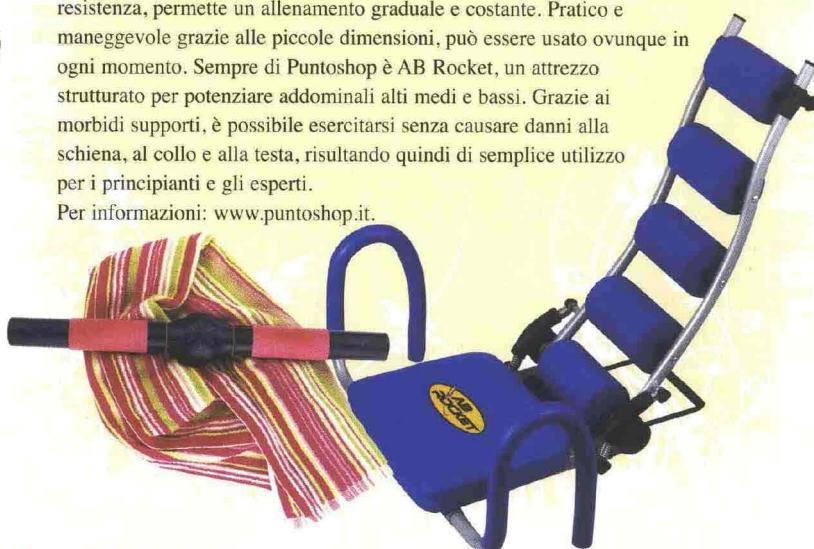 resistenza, permette un allenamento graduale e costante. Pratico e
maneggevole grazie alle piccole dimensioni, può essere usato ovunque in
ogni momento. Sempre di Puntoshop è AB Rocket, un attrezzo
strutturato per potenziare addominali alti medi e bassi. Grazie ai
morbidi supporti, è possibile esercitarsi senza causare danni alla
schiena, al collo e alla testa, risultando quindi di semplice utilizzo
per i principianti e gli esperti.
Per informazioni: www.puntoshop.it.
AB
ROCKET